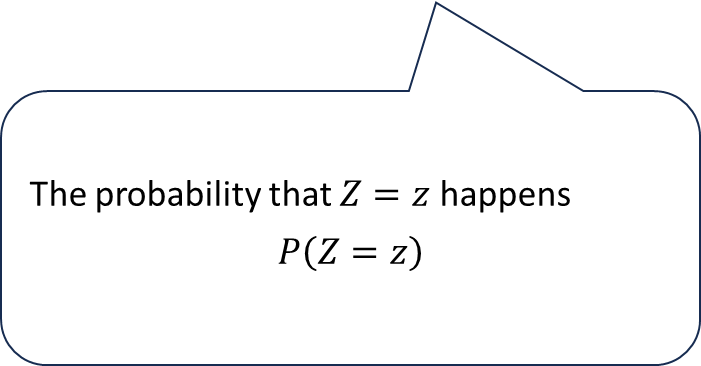 The probability that Z = z happens
P(Z = z)